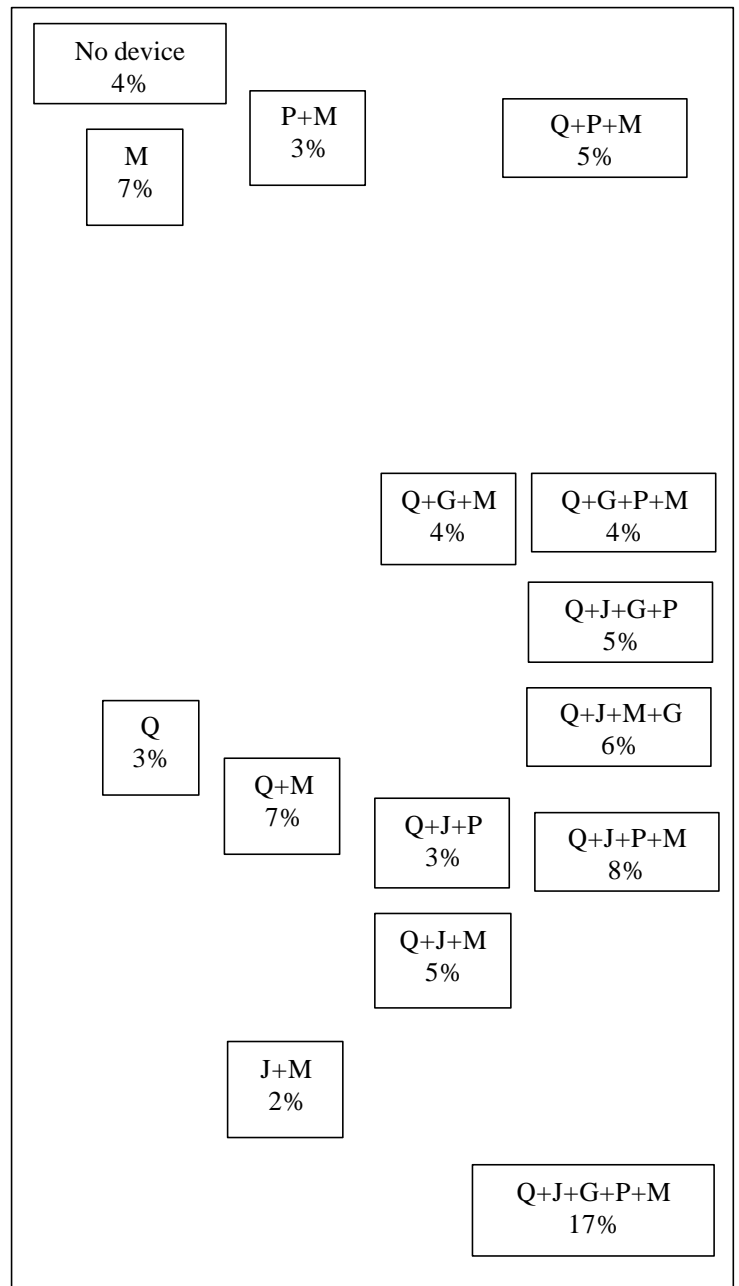 No device
4%
P+M
3%
Q+P+M
5%
M
7%
Q+G+M
4%
Q+G+P+M
4%
Q+J+G+P
5%
Q+J+M+G
6%
Q
3%
Q+M
7%
Q+J+P
3%
Q+J+P+M
8%
Q+J+M
5%
J+M
2%
Q+J+G+P+M
17%